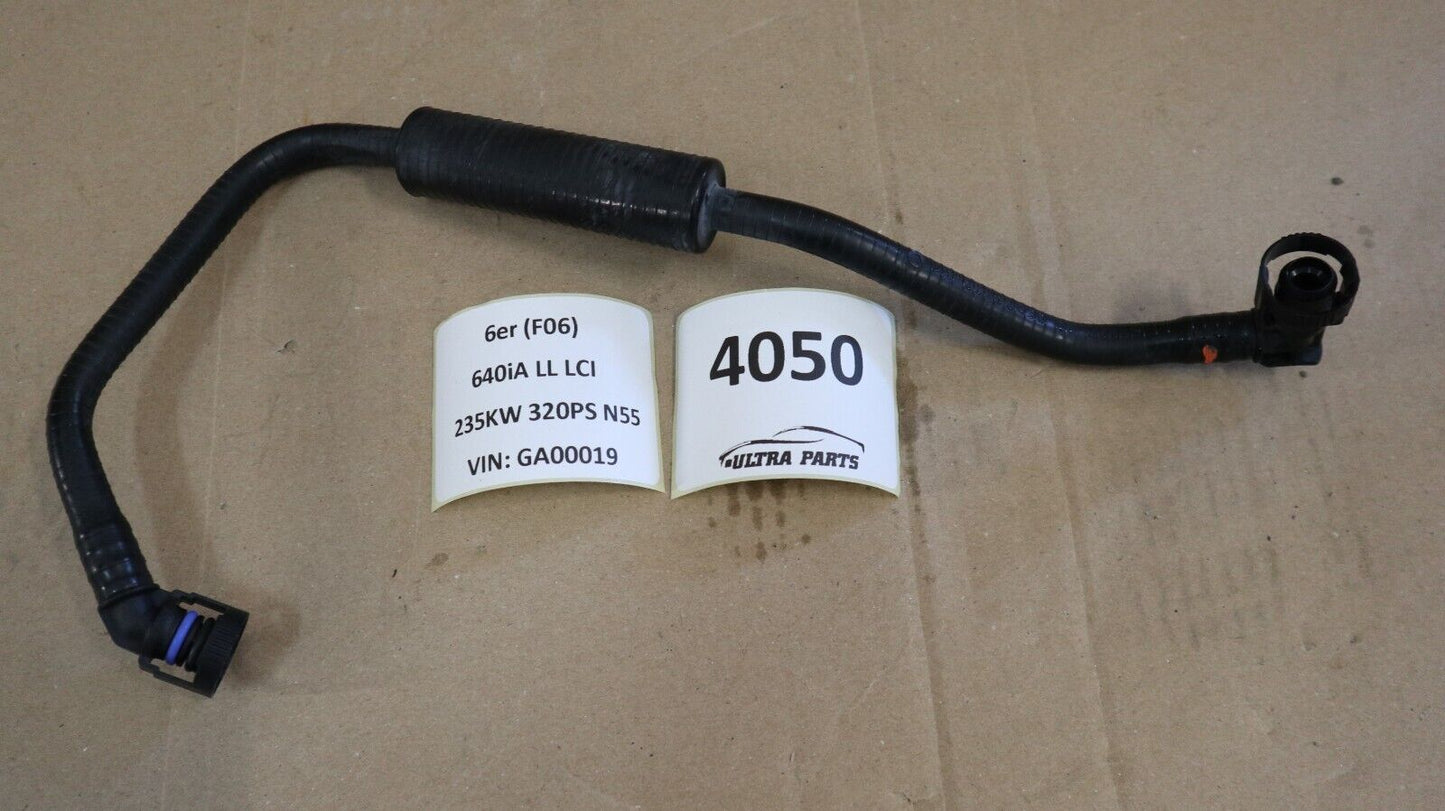 6er (F06)
640iA LL LCI
235KW 320PS N55
VIN: GA00019
4050
ULTRA PARTS